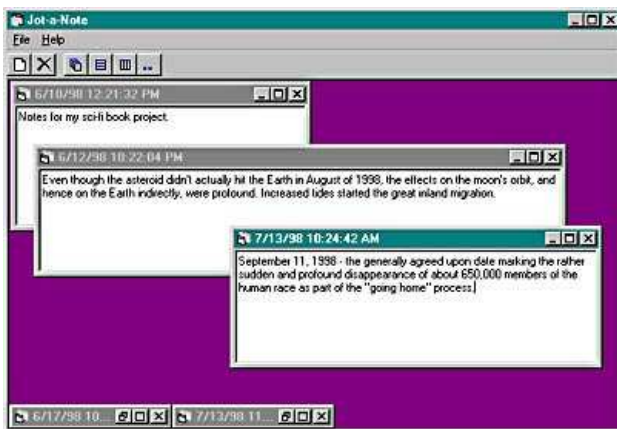 Jot-a-Note
File Help
6/10/98 12:21:32 PM
Notes for my sci-fi book project.
6/12/98 10:22:04 PM
Even though the asteroid didn't actually hit the Earth in August of 1998, the effects on the moon's orbit, and
hence on the Earth indirectly, were profound. Increased tides started the great inland migration.
7/13/98 10:24:42 AM
September 11, 1998 - the generally agreed upon date marking the rather
sudden and profound disappearance of about 650,000 members of the
human race as part of the "going home" process.
6/17/98 10...
7/13/98 11...